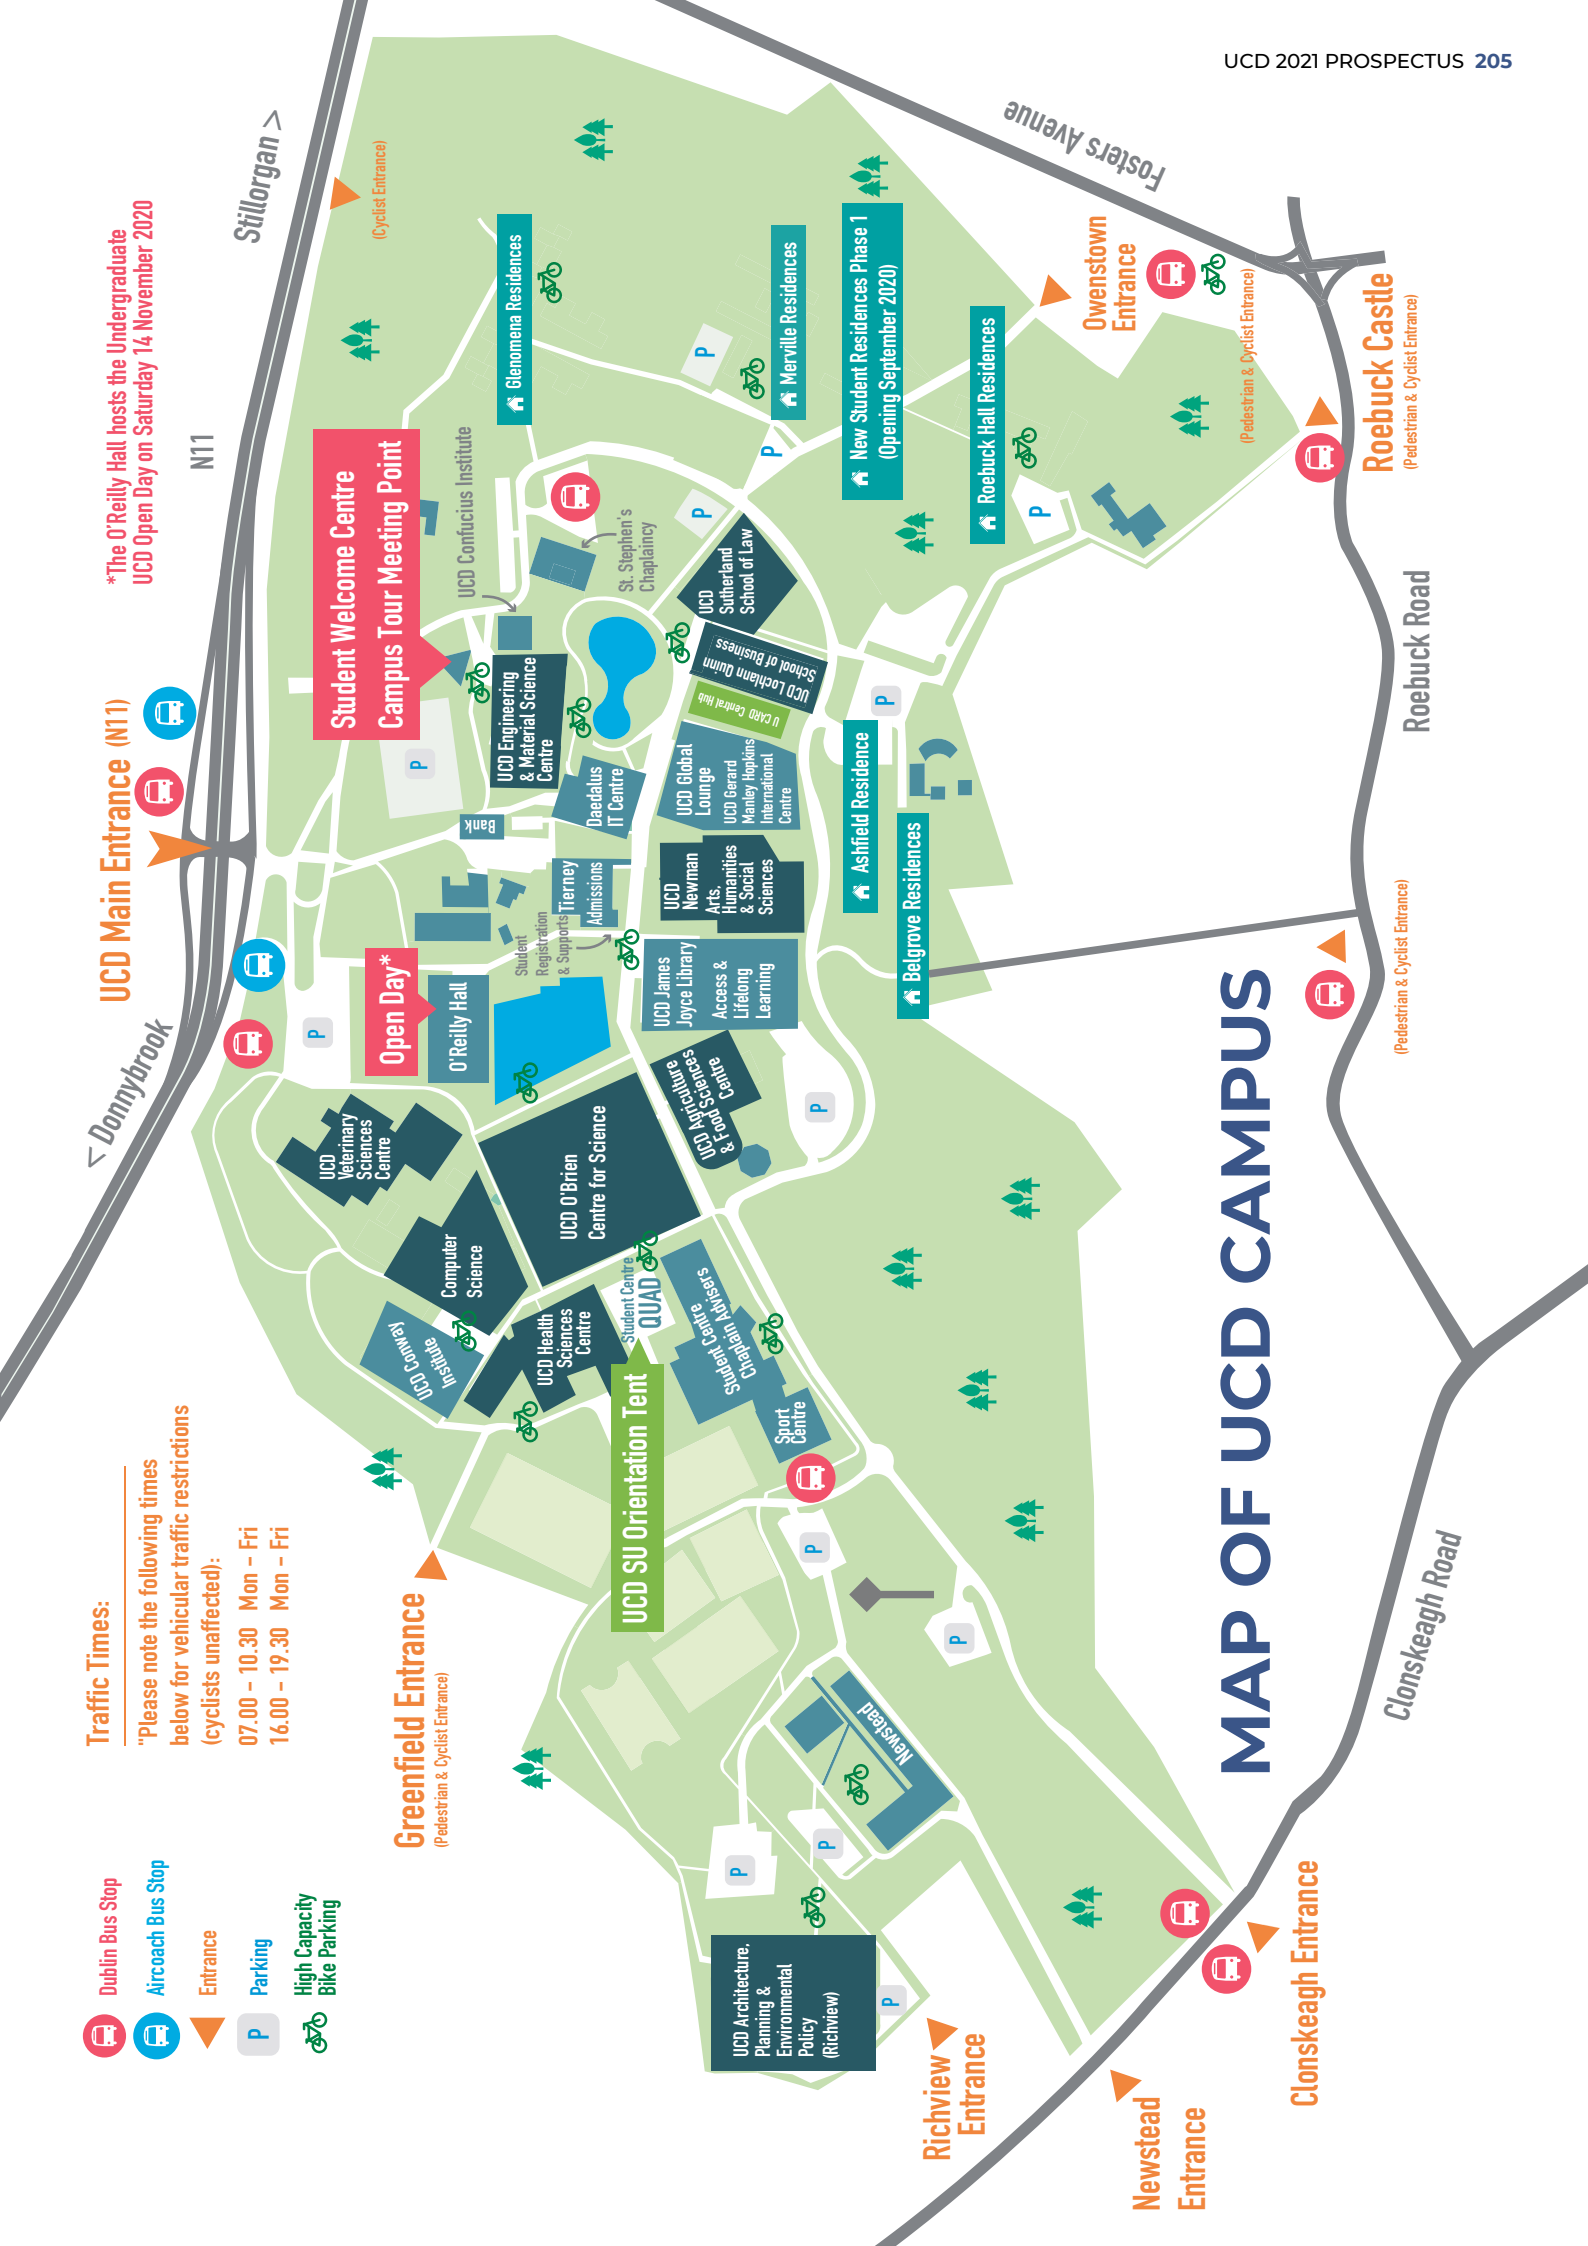 UCD 2021 PROSPECTUS 205
MAP OF UCD CAMPUS
Dublin Bus Stop
Aircoach Bus Stop
Entrance
P
Parking
High Capacity
Bike Parking
Traffic Times:
"Please note the following times
below for vehicular traffic restrictions
(cyclists unaffected):
07.00 – 10.30 Mon – Fri
16.00 – 19.30 Mon – Fri
*The O'Reilly Hall hosts the Undergraduate
UCD Open Day on Saturday 14 November 2020
< Donnybrook
UCD Main Entrance (N11)
N11
Stillorgan >
(Cyclist Entrance)
Greenfield Entrance
(Pedestrian & Cyclist Entrance)
Student Welcome Centre
Campus Tour Meeting Point
Open Day*
O'Reilly Hall
P
P
UCD
Veterinary
Sciences
Centre
Computer
Science
UCD Conway
Institute
UCD Health
Sciences
Centre
UCD O'Brien
Centre for Science
Student Centre
QUAD
UCD SU Orientation Tent
Student Centre
Chaplain Advisers
Sport
Centre
UCD Agriculture
& Food Sciences
Centre
UCD James
Joyce Library
Access &
Lifelong
Learning
Student
Registration
& Supports
Tierney
Admissions
Bank
Daedalus
IT Centre
UCD Engineering
& Material Science
Centre
UCD Confucius Institute
St. Stephen's
Chaplaincy
UCD
Newman
Arts,
Humanities
& Social
Sciences
UCD Global
Lounge
UCD Gerard
Manley Hopkins
International
Centre
U CARD Central Hub
UCD Lochlann Quinn
School of Business
UCD
Sutherland
School of Law
Glenomena Residences
P
Merville Residences
P
P
New Student Residences Phase 1
(Opening September 2020)
Roebuck Hall Residences
P
Ashfield Residence
P
Belgrove Residences
P
P
P
Newstead
P
P
UCD Architecture,
Planning &
Environmental
Policy
(Richview)
P
Richview
Entrance
Newstead
Entrance
Clonskeagh Entrance
Clonskeagh Road
(Pedestrian & Cyclist Entrance)
Roebuck Road
Roebuck Castle
(Pedestrian & Cyclist Entrance)
Owenstown
Entrance
(Pedestrian & Cyclist Entrance)
Fosters Avenue